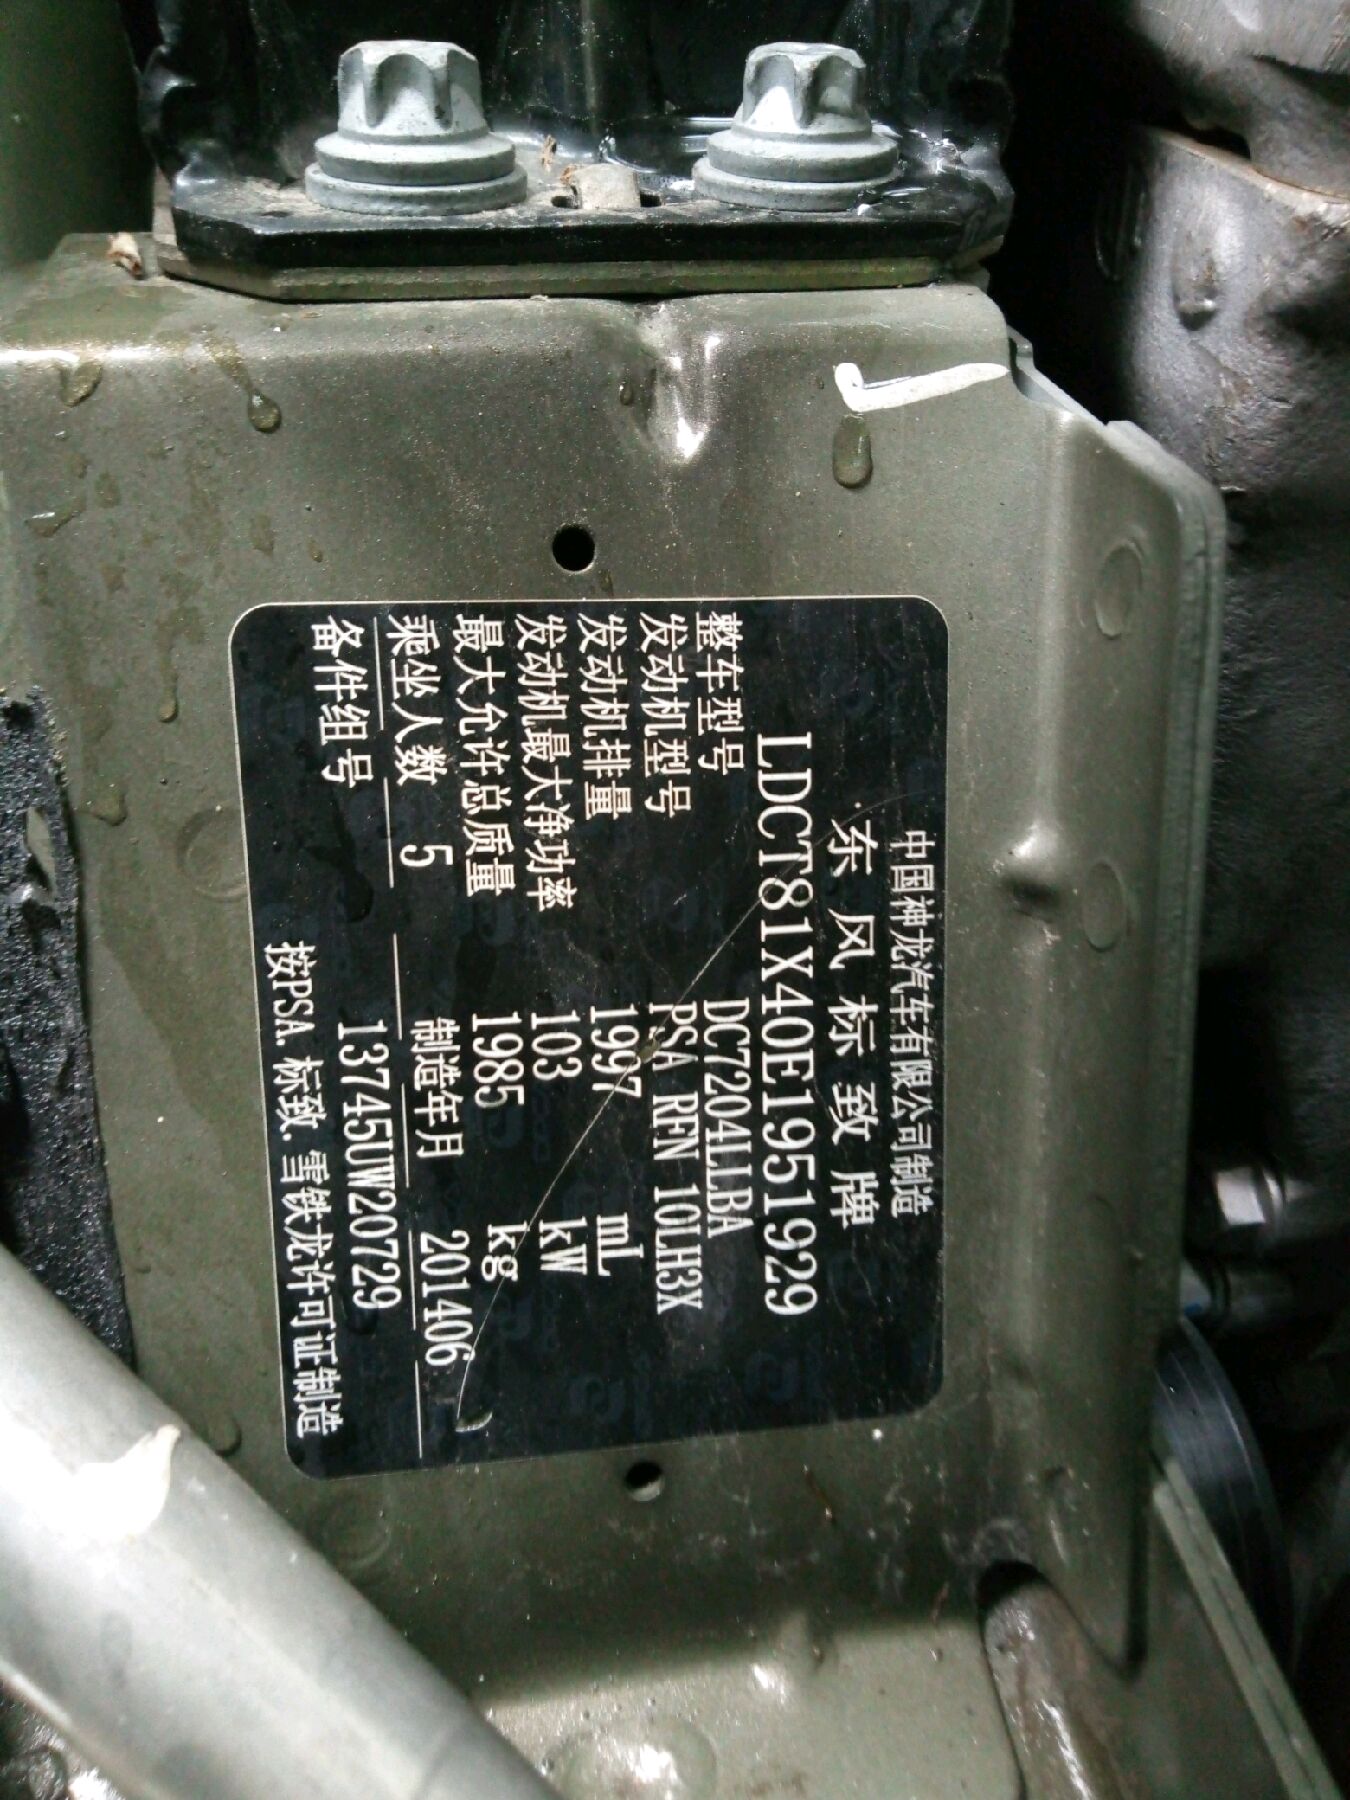 中国神龙汽车有限公司制造
东风标致牌
LDCT81X40E1951929
整车型号 DC7204LLBA
发动机型号 PSA RFN 10LH3X
发动机排量 1997 mL
发动机最大净功率 103 kW
最大允许总质量 1985 kg
乘坐人数 5 制造年月 201406
备件组号 13745UW20729
按PSA.标致.雪铁龙许可证制造